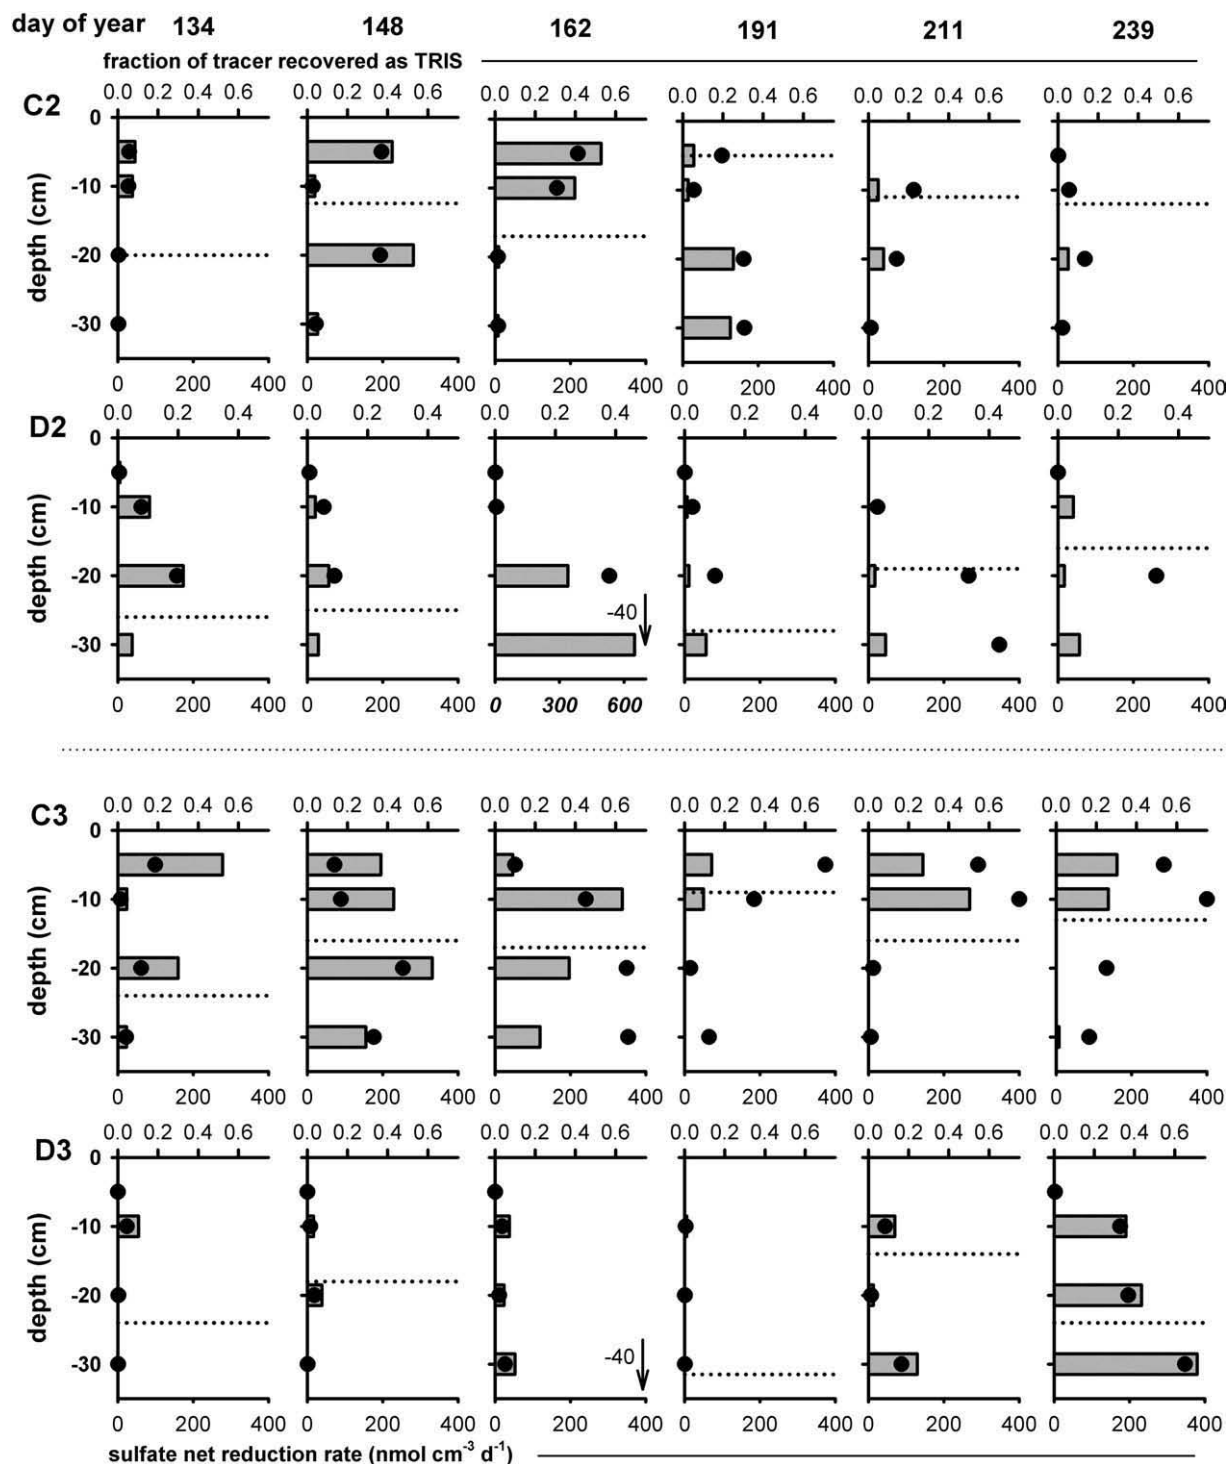 day of year 134 148 162 191 211 239
fraction of tracer recovered as TRIS
0.0 0.2 0.4 0.6 0.0 0.2 0.4 0.6 0.0 0.2 0.4 0.6 0.0 0.2 0.4 0.6 0.0 0.2 0.4 0.6 0.0 0.2 0.4 0.6
C2
depth (cm)
0
-10
-20
-30
0 200 400 0 200 400 0 200 400 0 200 400 0 200 400 0 200 400
0.0 0.2 0.4 0.0 0.2 0.4 0.0 0.2 0.4 0.0 0.2 0.4 0.0 0.2 0.4 0.0 0.2 0.4
D2
depth (cm)
0
-10
-20
-40
-30
0 200 400 0 200 400 0 300 600 0 200 400 0 200 400 0 200 400
0.0 0.2 0.4 0.6 0.0 0.2 0.4 0.6 0.0 0.2 0.4 0.6 0.0 0.2 0.4 0.6 0.0 0.2 0.4 0.6 0.0 0.2 0.4 0.6
C3
depth (cm)
0
-10
-20
-30
0 200 400 0 200 400 0 200 400 0 200 400 0 200 400 0 200 400
0.0 0.2 0.4 0.6 0.0 0.2 0.4 0.6 0.0 0.2 0.4 0.6 0.0 0.2 0.4 0.6 0.0 0.2 0.4 0.6 0.0 0.2 0.4 0.6
D3
depth (cm)
0
-10
-20
-30
-40
0 200 400 0 200 400 0 200 400 0 200 400 0 200 400 0 200 400
sulfate net reduction rate (nmol cm⁻³ d⁻¹)